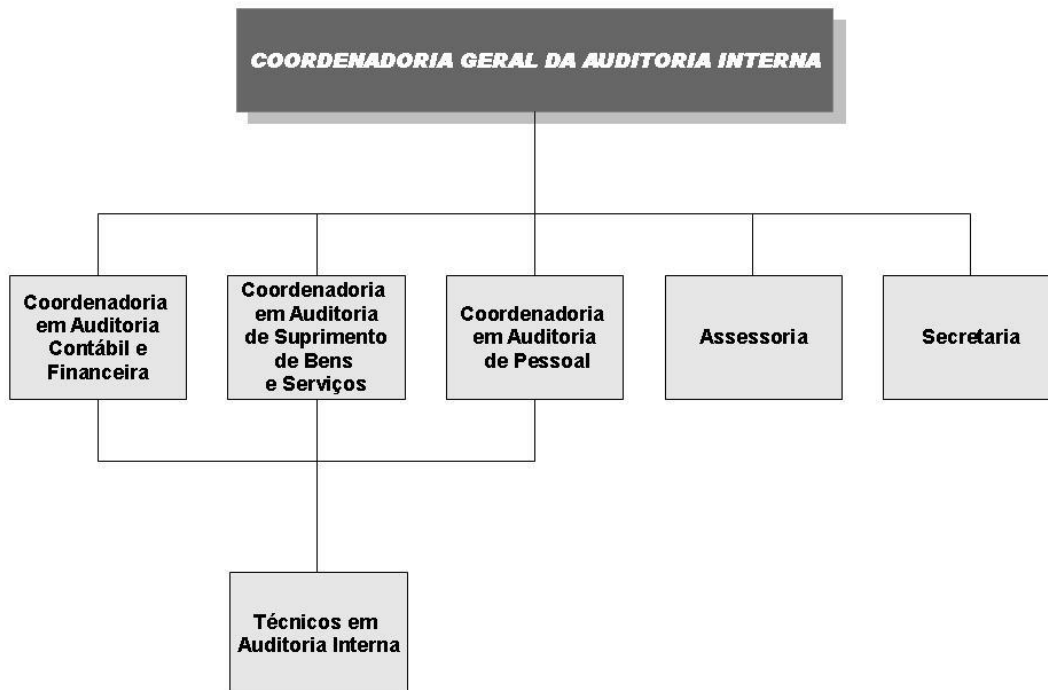 COORDENADORIA GERAL DA AUDITORIA INTERNA
Coordenadoria
em Auditoria
Contábil e
Financeira
Coordenadoria
em Auditoria
de Suprimento
de Bens
e Serviços
Coordenadoria
em Auditoria
de Pessoal
Assessoria
Secretaria
Técnicos em
Auditoria Interna